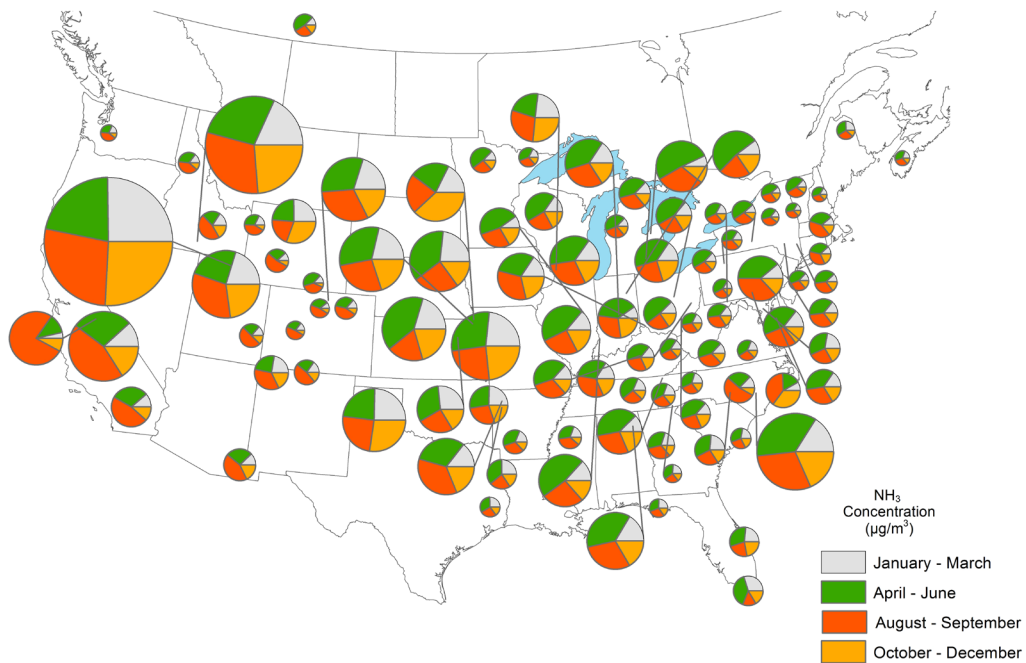 NH₃
Concentration
(µg/m³)
January - March
April - June
August - September
October - December